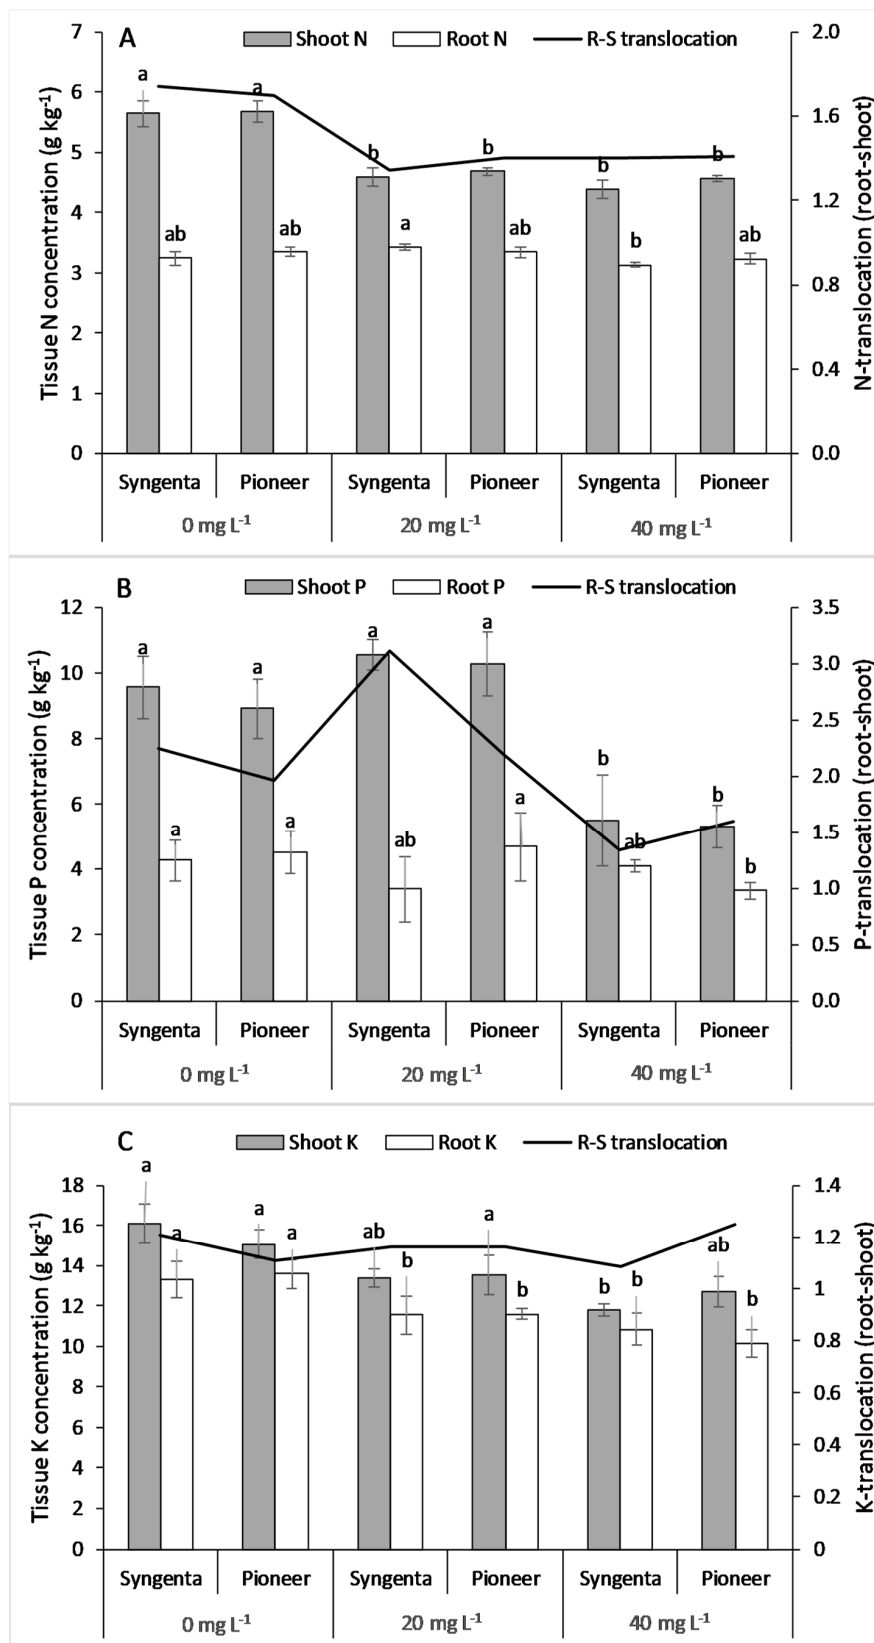 A
Shoot N Root N R-S translocation
Tissue N concentration (g kg-1)
7
6
5
4
3
2
1
0
a a b b b b
ab ab a ab b ab
2.0
1.6
1.2
0.8
0.4
0.0
N-translocation (root-shoot)
Syngenta Pioneer Syngenta Pioneer Syngenta Pioneer
0 mg L-1 20 mg L-1 40 mg L-1
B
Shoot P Root P R-S translocation
Tissue P concentration (g kg-1)
12
10
8
6
4
2
0
a a a a b b
a a ab a ab b
3.5
3.0
2.5
2.0
1.5
1.0
0.5
0.0
P-translocation (root-shoot)
Syngenta Pioneer Syngenta Pioneer Syngenta Pioneer
0 mg L-1 20 mg L-1 40 mg L-1
C
Shoot K Root K R-S translocation
Tissue K concentration (g kg-1)
18
16
14
12
10
8
6
4
2
0
a a ab a b ab
a a b b b b
1.4
1.2
1
0.8
0.6
0.4
0.2
0
K-translocation (root-shoot)
Syngenta Pioneer Syngenta Pioneer Syngenta Pioneer
0 mg L-1 20 mg L-1 40 mg L-1